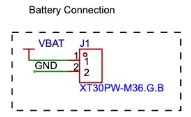 Battery Connection
VBAT J1
1 1
GND 2 2
XT30PW-M36.G.B